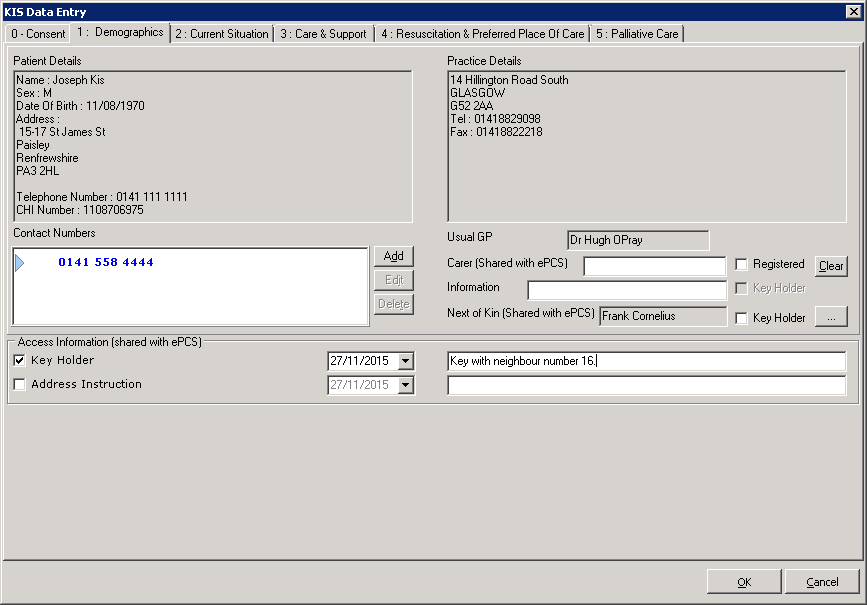 KIS Data Entry
0 - Consent
1 : Demographics
2 : Current Situation
3 : Care & Support
4 : Resuscitation & Preferred Place Of Care
5 : Palliative Care
Patient Details
Name : Joseph Kis
Sex : M
Date Of Birth : 11/08/1970
Address :
15-17 St James St
Paisley
Renfrewshire
PA3 2HL
Telephone Number : 0141 111 1111
CHI Number : 1108706975
Practice Details
14 Hillington Road South
GLASGOW
G52 2AA
Tel : 01418829098
Fax : 01418822218
Contact Numbers
0141 558 4444
Add
Edit
Delete
Usual GP
Dr Hugh OPray
Carer (Shared with ePCS)
Registered
Clear
Information
Key Holder
Next of Kin (Shared with ePCS)
Frank Cornelius
Key Holder
...
Access Information (shared with ePCS)
Key Holder
27/11/2015
Key with neighbour number 16.
Address Instruction
27/11/2015
OK
Cancel